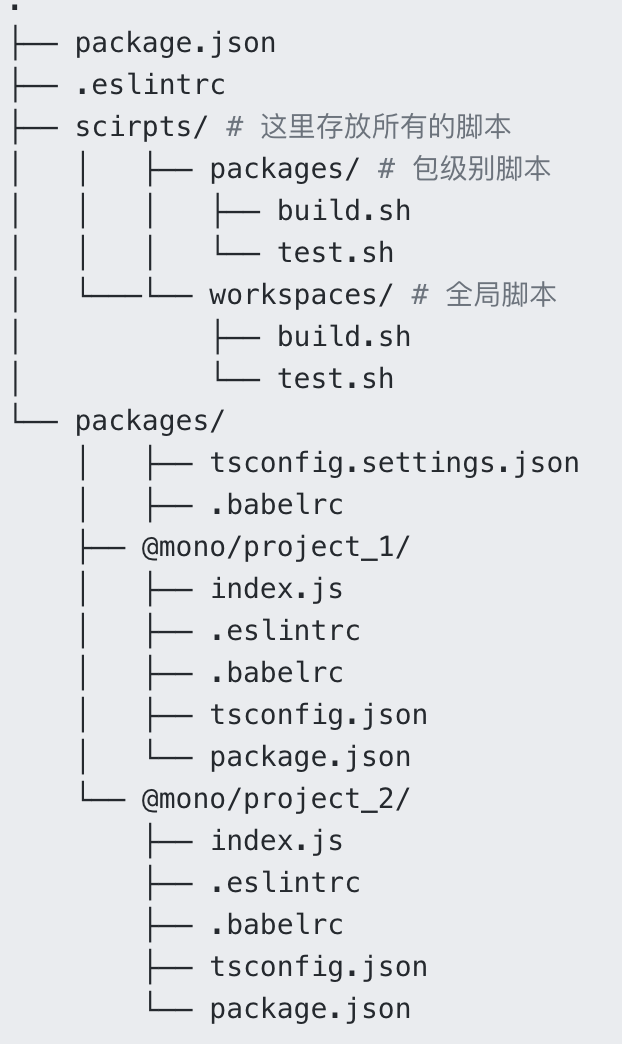 .
├── package.json
├── .eslintrc
├── scirpts/ # 这里存放所有的脚本
│   │   ├── packages/ # 包级别脚本
│   │   │   ├── build.sh
│   │   │   └── test.sh
│   └───└── workspaces/ # 全局脚本
│           ├── build.sh
│           └── test.sh
└── packages/
    │   ├── tsconfig.settings.json
    │   ├── .babelrc
    ├── @mono/project_1/
    │   ├── index.js
    │   ├── .eslintrc
    │   ├── .babelrc
    │   ├── tsconfig.json
    │   └── package.json
    └── @mono/project_2/
        ├── index.js
        ├── .eslintrc
        ├── .babelrc
        ├── tsconfig.json
        └── package.json